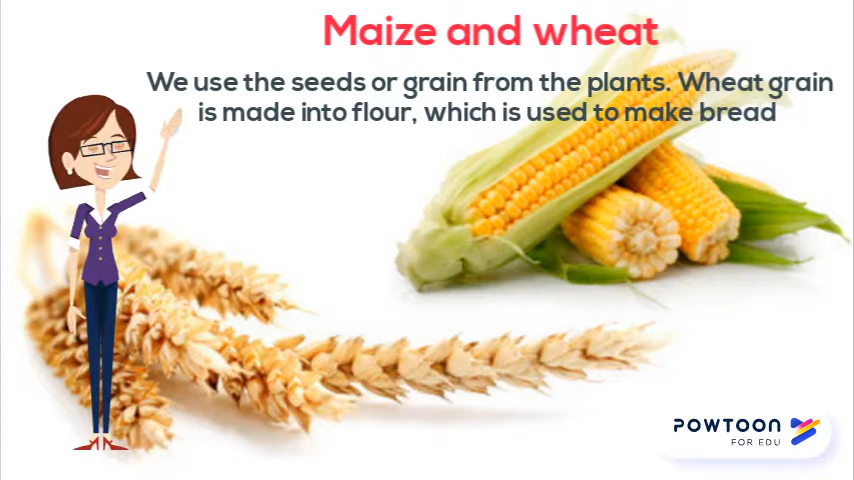 Maize and wheat
We use the seeds or grain from the plants. Wheat grain
is made into flour, which is used to make bread
POWTOON
FOR EDU